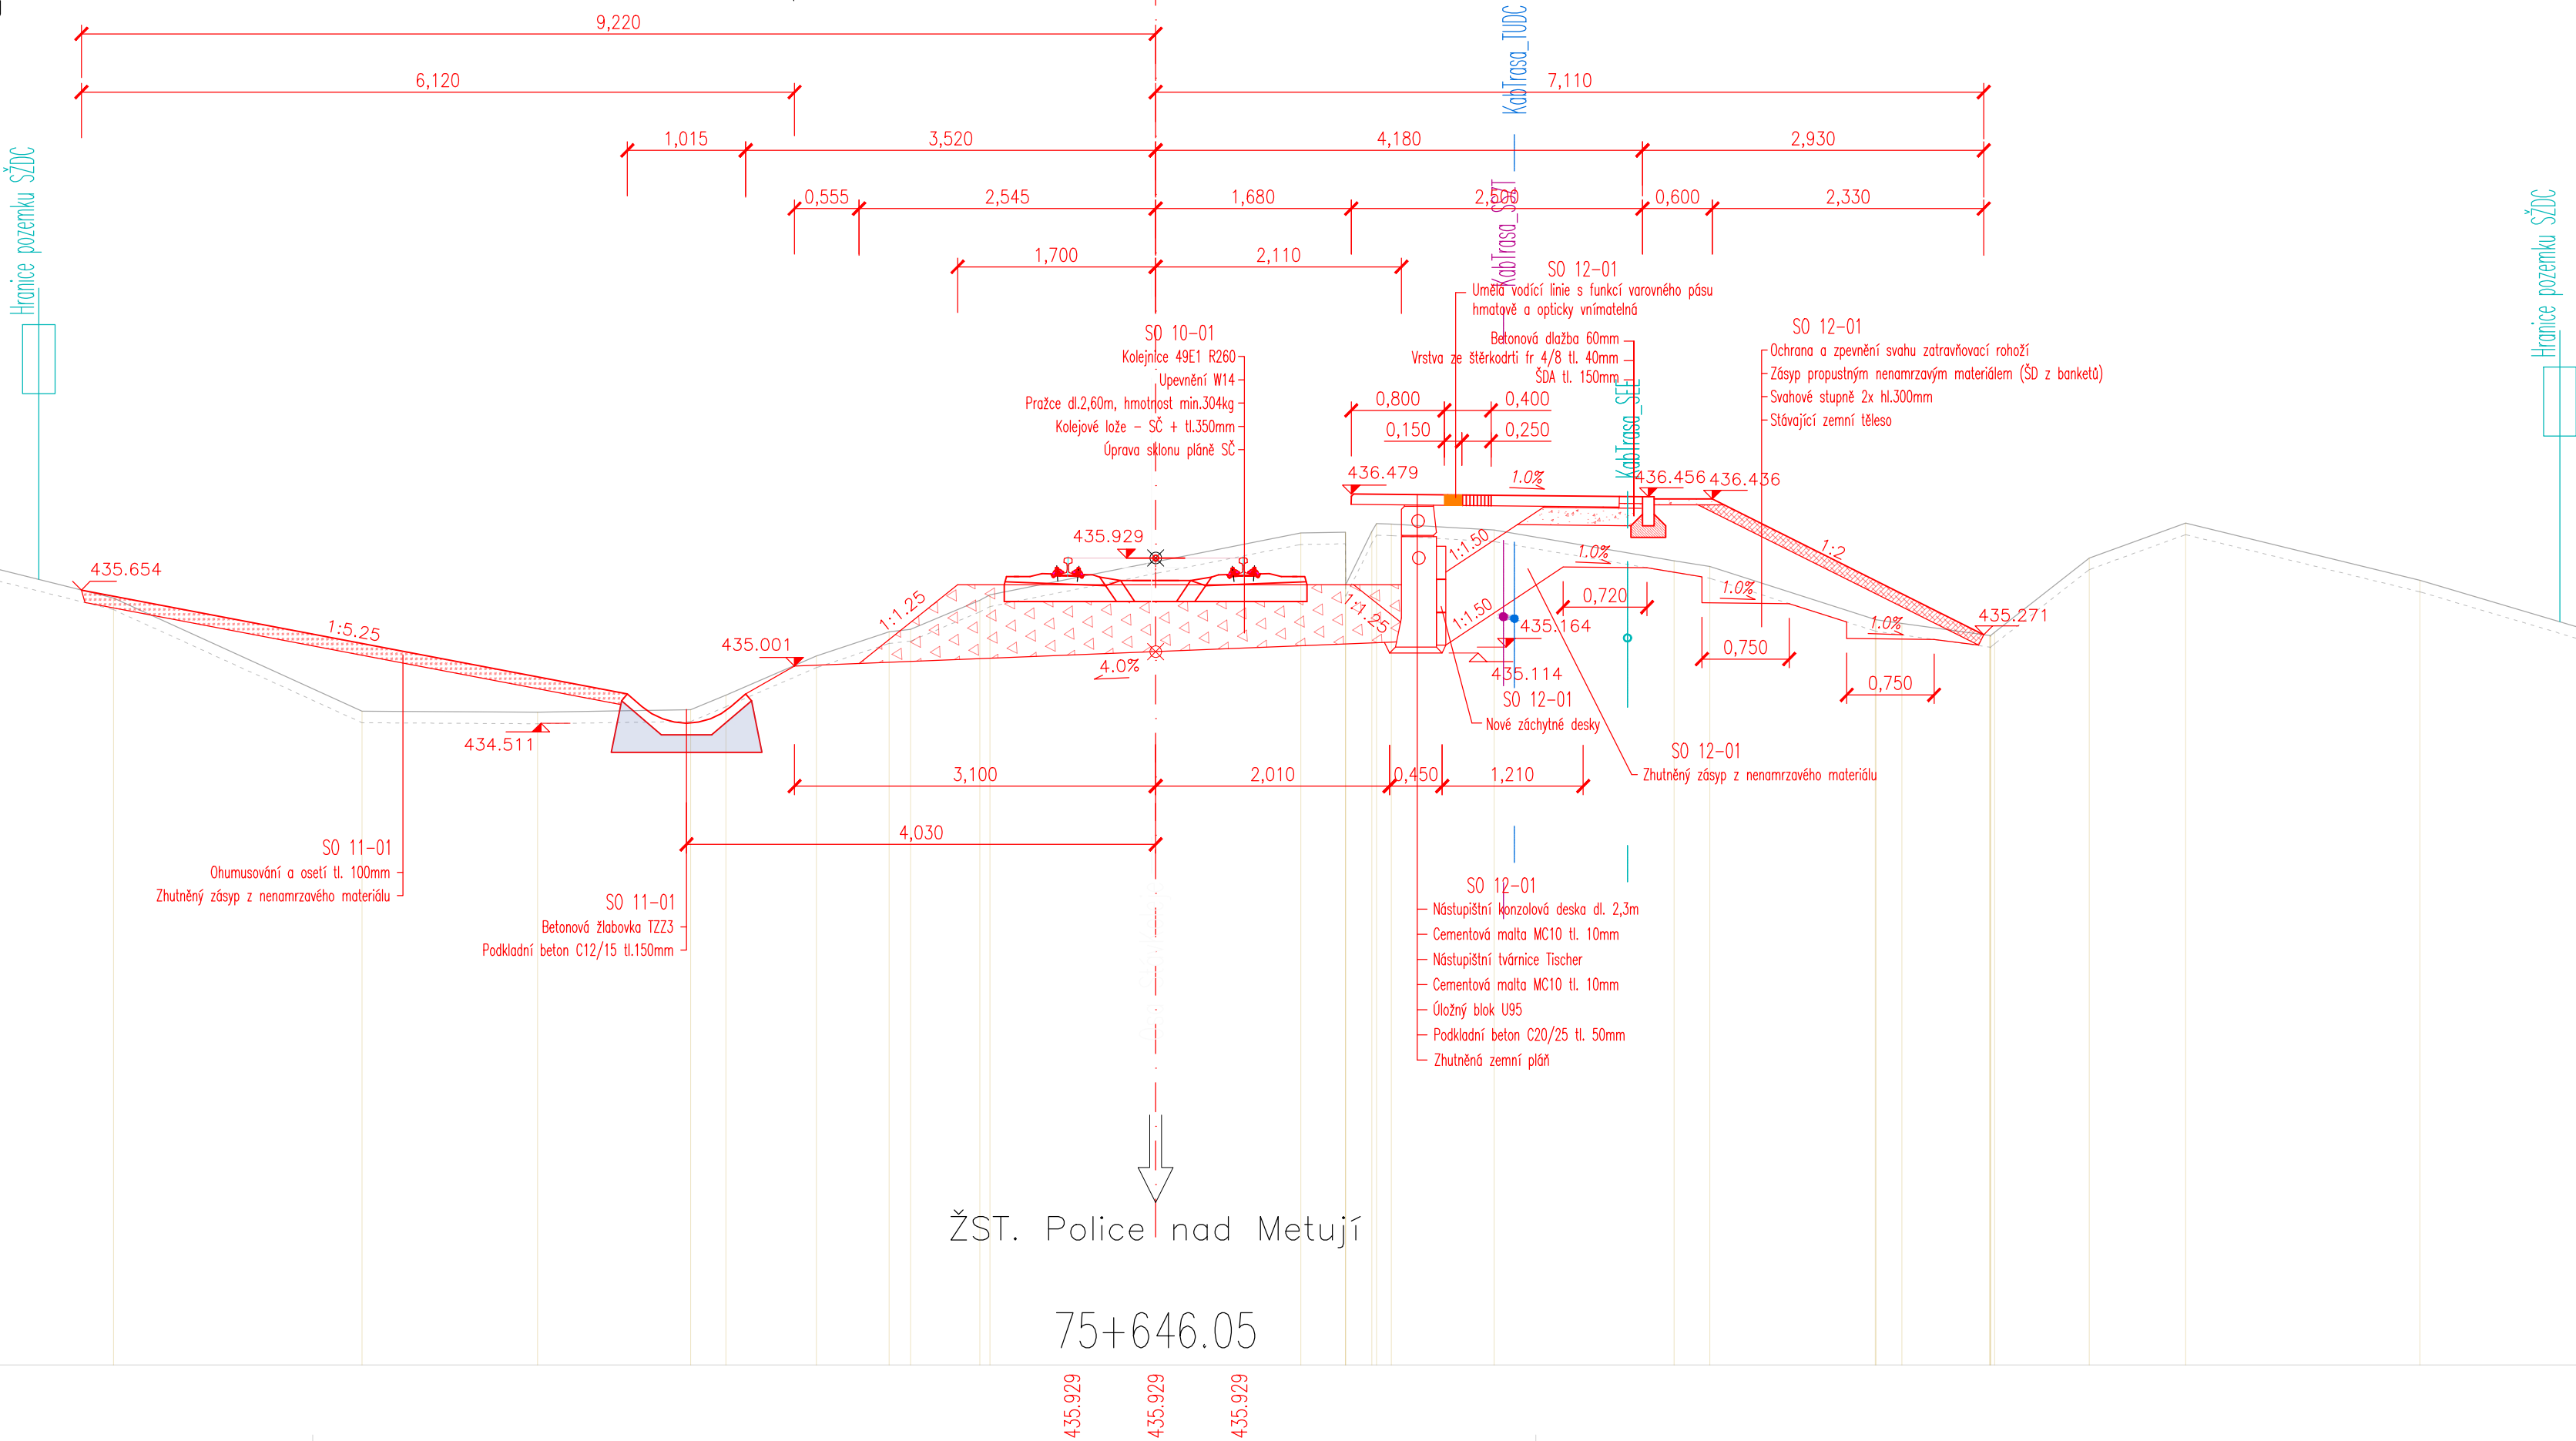 9,220
KabTrasa_TUDC
6,120
7,110
1,015
3,520
4,180
2,930
Hranice pozemku SŽDC
Hranice pozemku SŽDC
0,555
2,545
1,680
2,500
0,600
2,330
KabTrasa_SSZT
1,700
2,110
SO 12-01
Umělá vodící linie s funkcí varovného pásu
hmatově a opticky vnímatelná
SO 10-01
Kolejnice 49E1 R260
Upevnění W14
Pražce dl.2,60m, hmotnost min.304kg
Kolejové lože - SČ + tl.350mm
Úprava sklonu pláně SČ
Betonová dlažba 60mm
Vrstva ze štěrkodrti fr 4/8 tl. 40mm
ŠDA tl. 150mm
SO 12-01
Ochrana a zpevnění svahu zatravňovací rohoží
Zásyp propustným nenamrzavým materiálem (ŠD z banketů)
Svahové stupně 2x hl.300mm
Stávající zemní těleso
KabTrasa_SEE
0,800
0,400
0,150
0,250
436.479
1.0%
436.456
436.436
435.929
435.654
1:5.25
1:1.25
1:1.25
1:1.50
1:1.50
1.0%
1:2
1.0%
1.0%
0,720
435.271
435.001
4.0%
435.164
435.114
0,750
0,750
434.511
SO 12-01
Nové záchytné desky
SO 12-01
Zhutněný zásyp z nenamrzavého materiálu
3,100
2,010
0,450
1,210
4,030
SO 11-01
Ohumusování a osetí tl. 100mm
Zhutněný zásyp z nenamrzavého materiálu
SO 11-01
Betonová žlabovka TZZ3
Podkladní beton C12/15 tl.150mm
SO 12-01
Nástupištní konzolová deska dl. 2,3m
Cementová malta MC10 tl. 10mm
Nástupištní tvárnice Tischer
Cementová malta MC10 tl. 10mm
Úložný blok U95
Podkladní beton C20/25 tl. 50mm
Zhutněná zemní pláň
ŽST. Police nad Metují
75+646.05
435.929
435.929
435.929